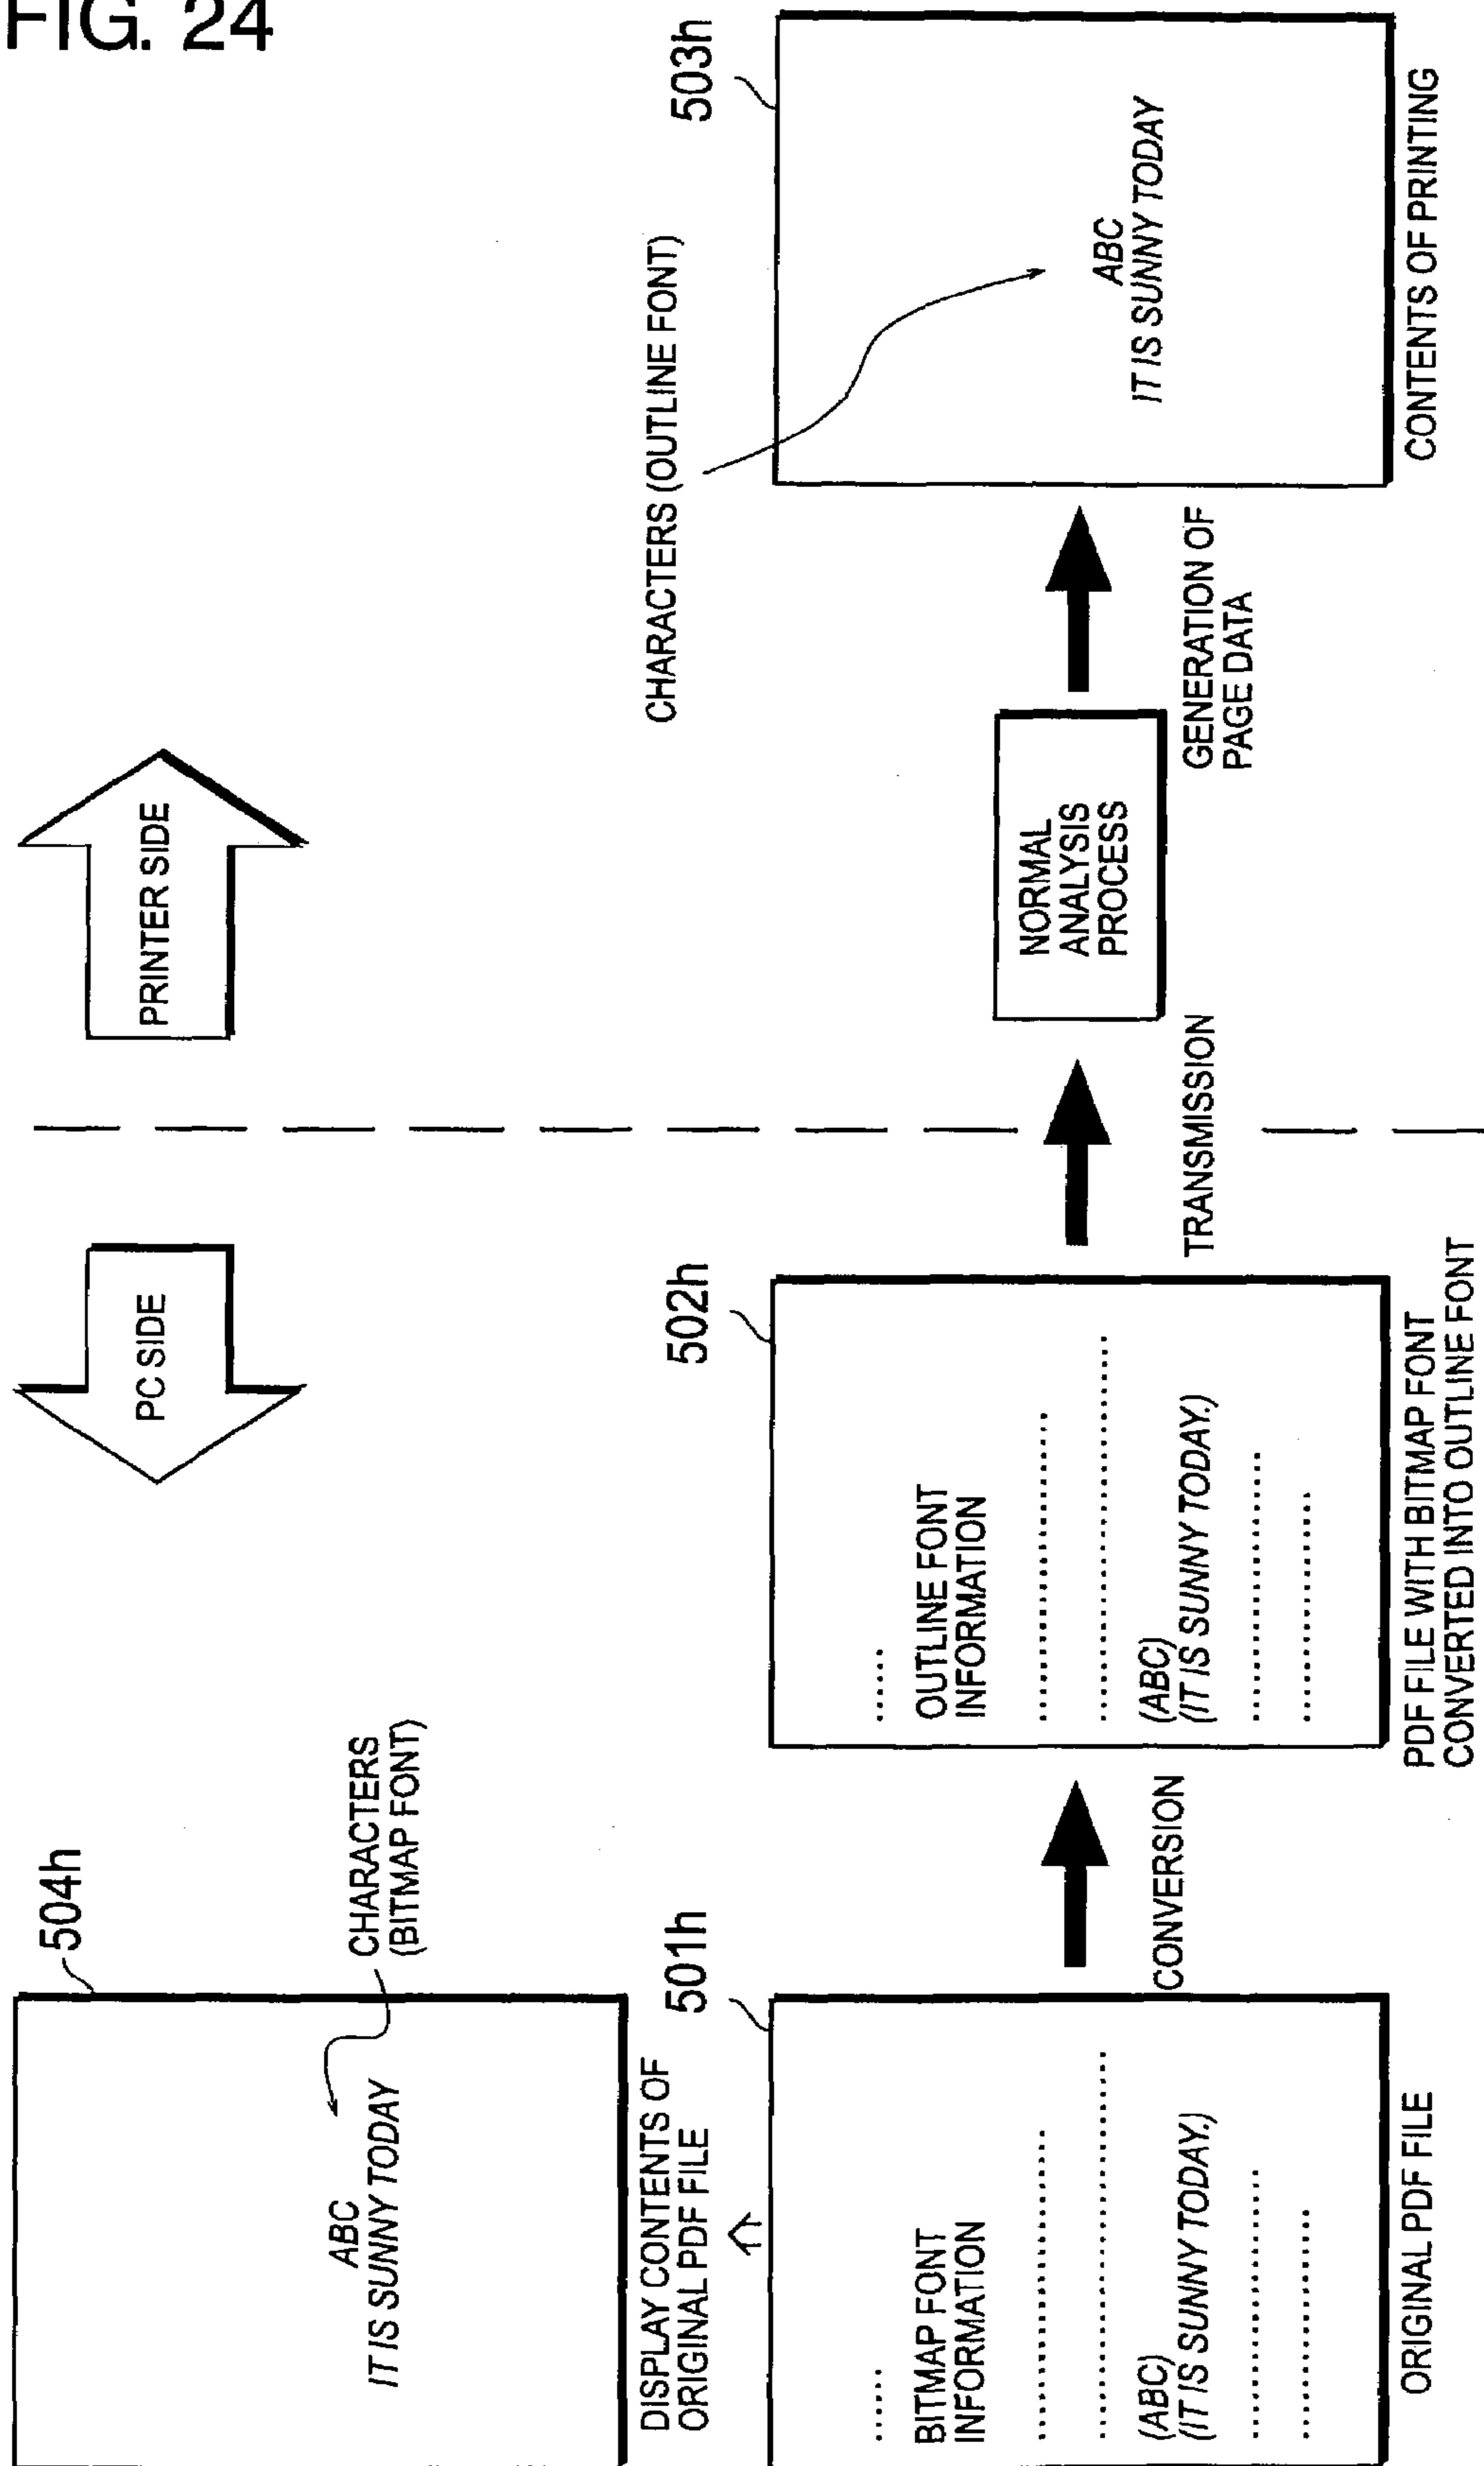 FIG. 24
PC SIDE
PRINTER SIDE
504h
ABC
IT IS SUNNY TODAY
CHARACTERS
(BITMAP FONT)
DISPLAY CONTENTS OF
ORIGINAL PDF FILE
501h
.....
BITMAP FONT
INFORMATION
(ABC)
(IT IS SUNNY TODAY.)
ORIGINAL PDF FILE
CONVERSION
502h
......
OUTLINE FONT
INFORMATION
(ABC)
(IT IS SUNNY TODAY.)
PDF FILE WITH BITMAP FONT
CONVERTED INTO OUTLINE FONT
TRANSMISSION
NORMAL
ANALYSIS
PROCESS
GENERATION OF
PAGE DATA
CHARACTERS (OUTLINE FONT)
503h
ABC
IT IS SUNNY TODAY
CONTENTS OF PRINTING